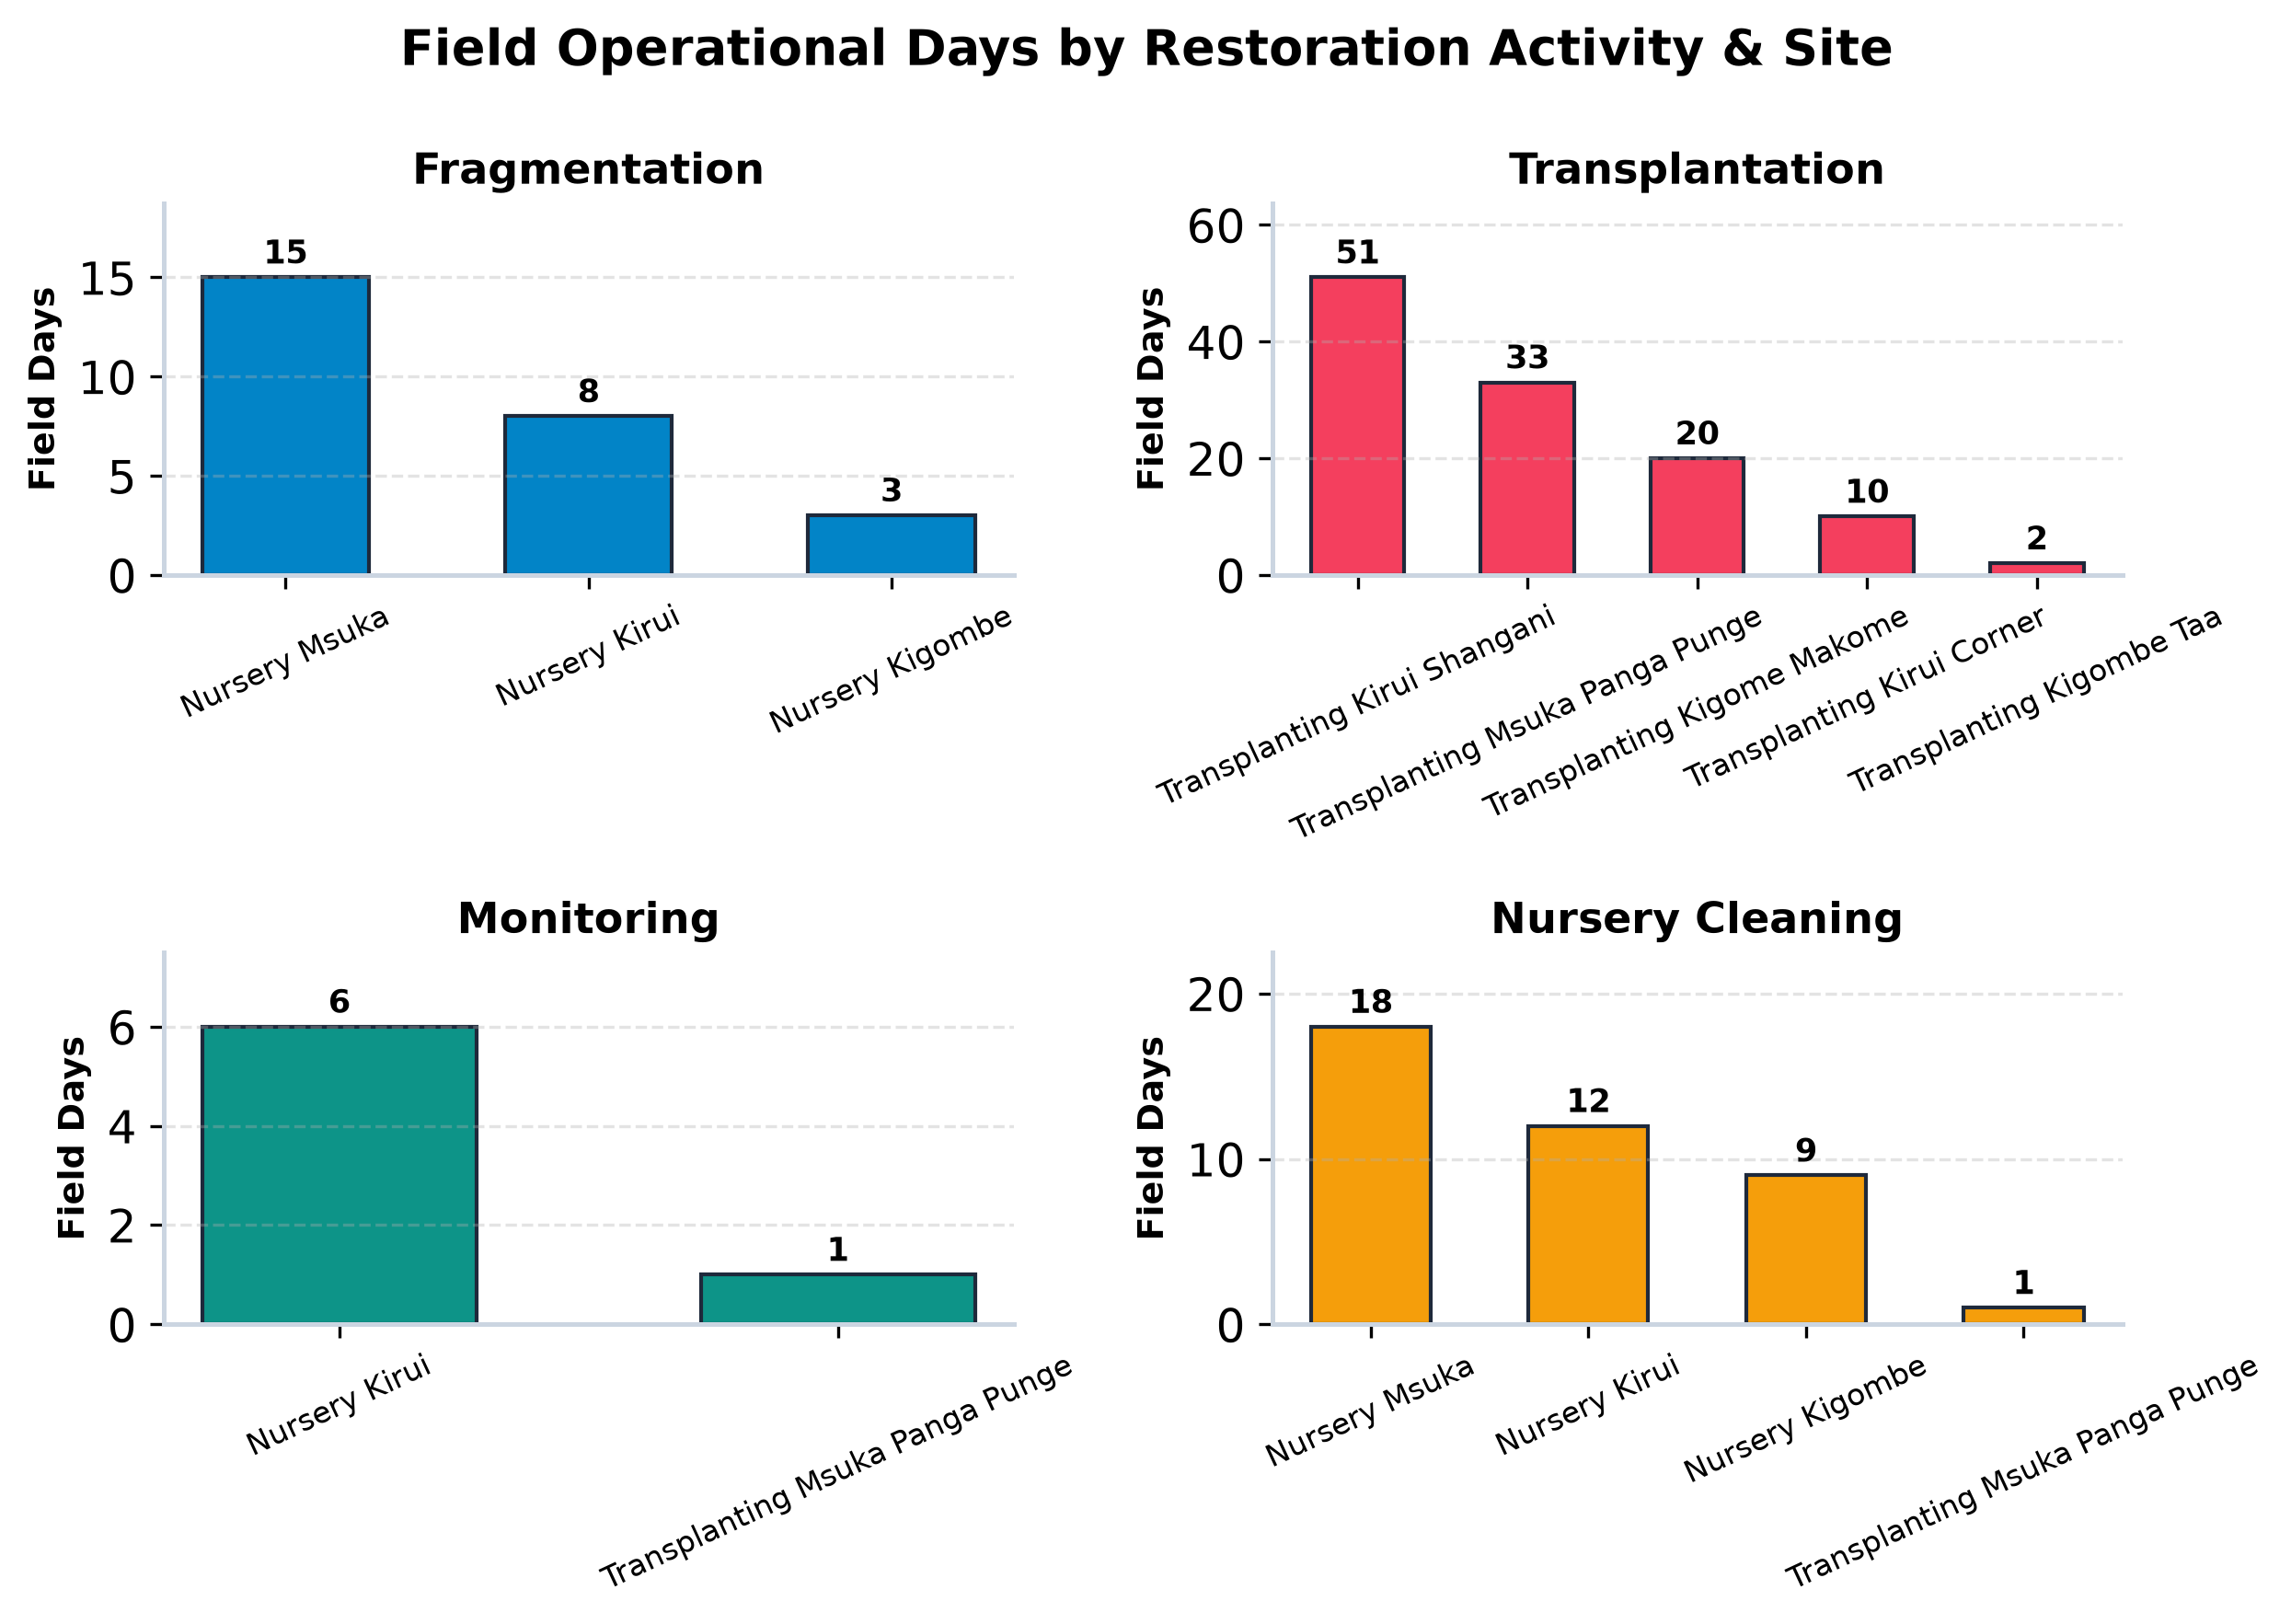 Field Operational Days by Restoration Activity & Site
Fragmentation
Field Days
15
10
5
0
15
8
3
Nursery Msuka
Nursery Kirui
Nursery Kigombe
Transplantation
Field Days
60
40
20
0
51
33
20
10
2
Transplanting Kirui Shangani
Transplanting Msuka Panga Punge
Transplanting Kigome Makome
Transplanting Kirui Corner
Transplanting Kigombe Taa
Monitoring
Field Days
6
4
2
0
6
1
Nursery Kirui
Transplanting Msuka Panga Punge
Nursery Cleaning
Field Days
20
10
0
18
12
9
1
Nursery Msuka
Nursery Kirui
Nursery Kigombe
Transplanting Msuka Panga Punge